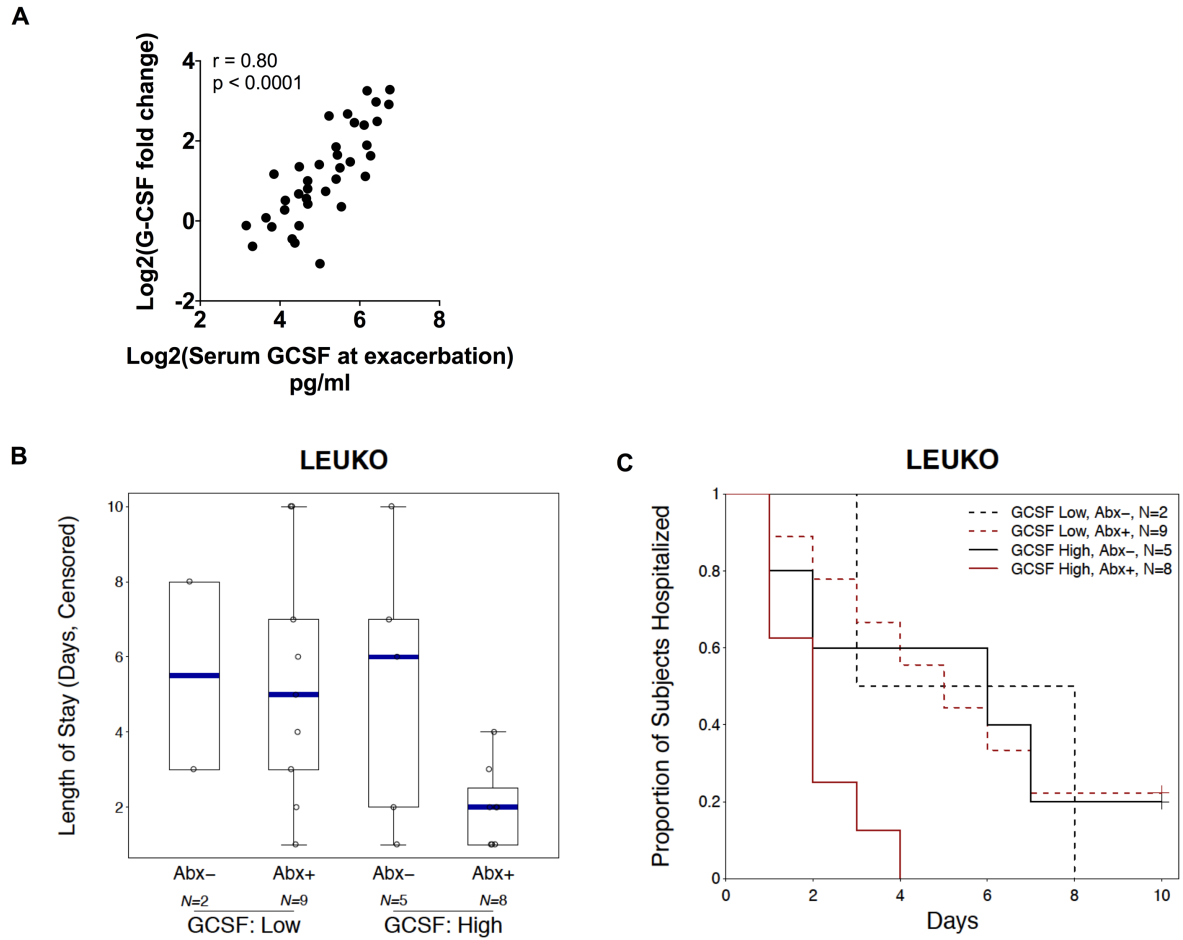 A
Log2(G-CSF fold change)
r = 0.80
p < 0.0001
4
2
0
-2
2 4 6 8
Log2(Serum GCSF at exacerbation)
pg/ml
B
LEUKO
Length of Stay (Days, Censored)
10
8
6
4
2
Abx− Abx+ Abx− Abx+
N=2 N=9 N=5 N=8
GCSF: Low GCSF: High
C
LEUKO
Proportion of Subjects Hospitalized
1
0.8
0.6
0.4
0.2
0
GCSF Low, Abx−, N=2
GCSF Low, Abx+, N=9
GCSF High, Abx−, N=5
GCSF High, Abx+, N=8
0 2 4 6 8 10
Days